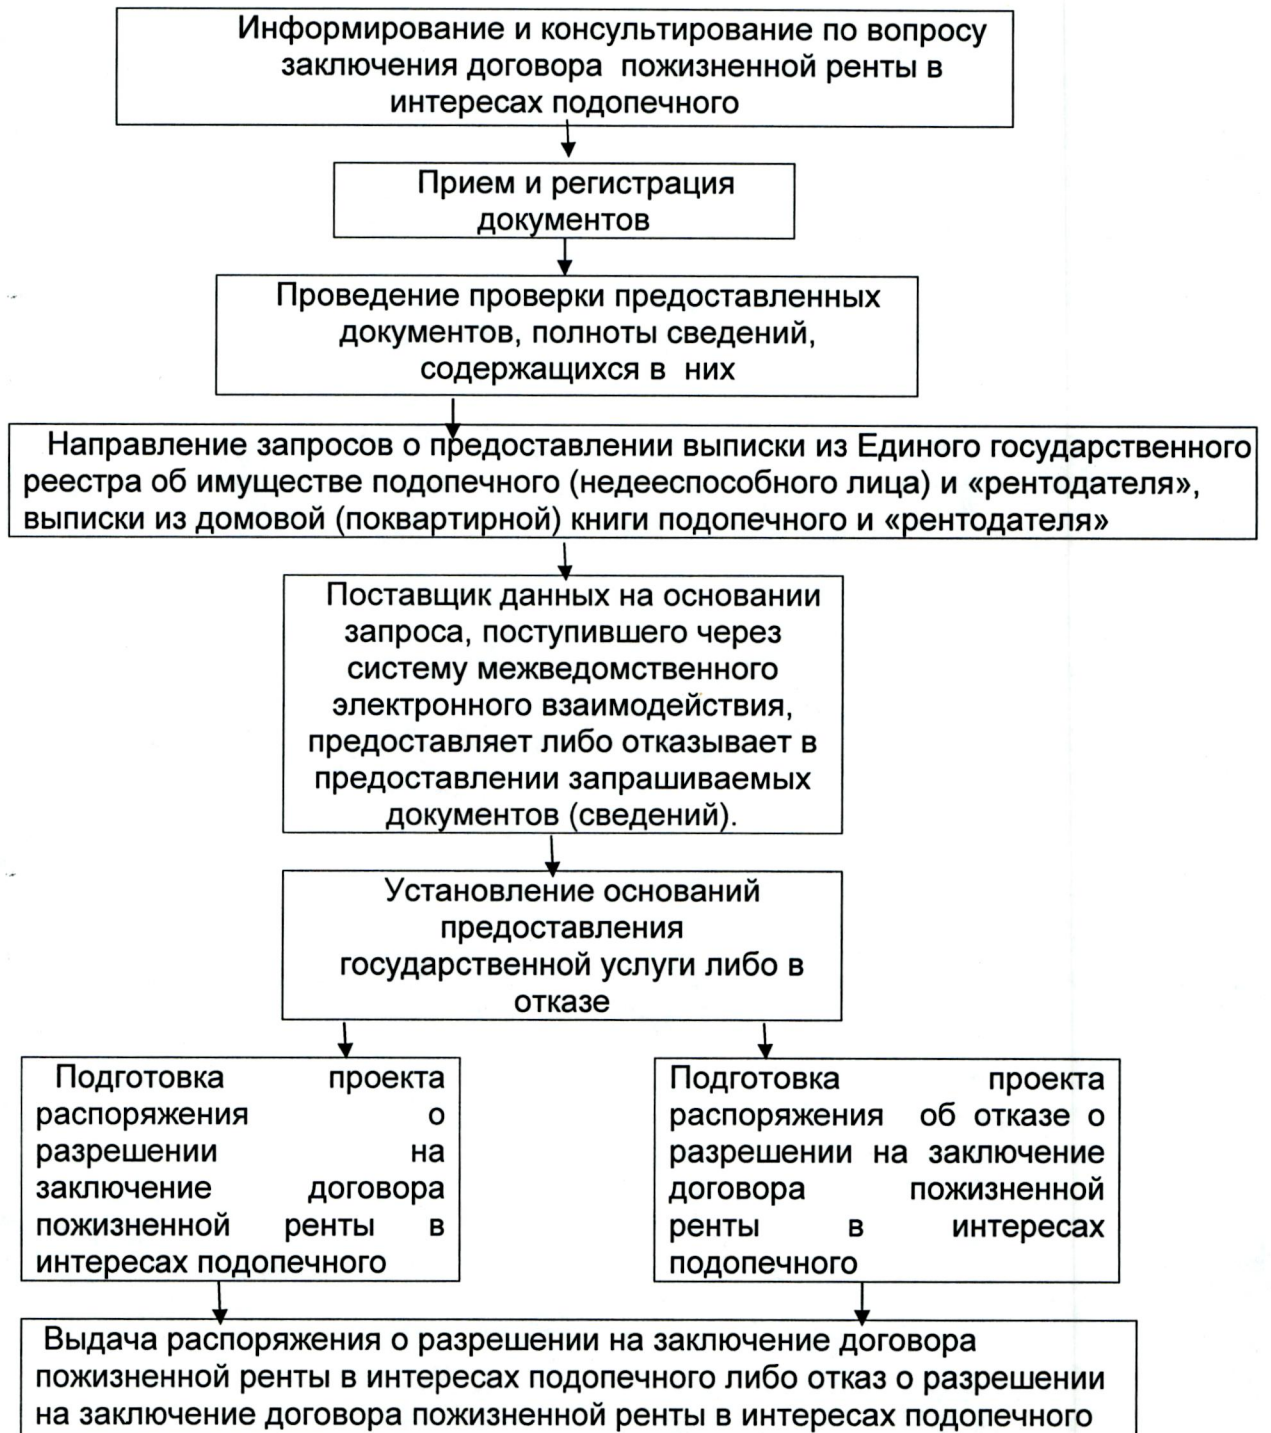 Информирование и консультирование по вопросу
заключения договора пожизненной ренты в
интересах подопечного
Прием и регистрация
документов
Проведение проверки предоставленных
документов, полноты сведений,
содержащихся в них
Направление запросов о предоставлении выписки из Единого государственного
реестра об имуществе подопечного (недееспособного лица) и «рентодателя»,
выписки из домовой (поквартирной) книги подопечного и «рентодателя»
Поставщик данных на основании
запроса, поступившего через
систему межведомственного
электронного взаимодействия,
предоставляет либо отказывает в
предоставлении запрашиваемых
документов (сведений).
Установление оснований
предоставления
государственной услуги либо в
отказе
Подготовка проекта
распоряжения о
разрешении на
заключение договора
пожизненной ренты в
интересах подопечного
Подготовка проекта
распоряжения об отказе о
разрешении на заключение
договора пожизненной
ренты в интересах
подопечного
Выдача распоряжения о разрешении на заключение договора
пожизненной ренты в интересах подопечного либо отказ о разрешении
на заключение договора пожизненной ренты в интересах подопечного